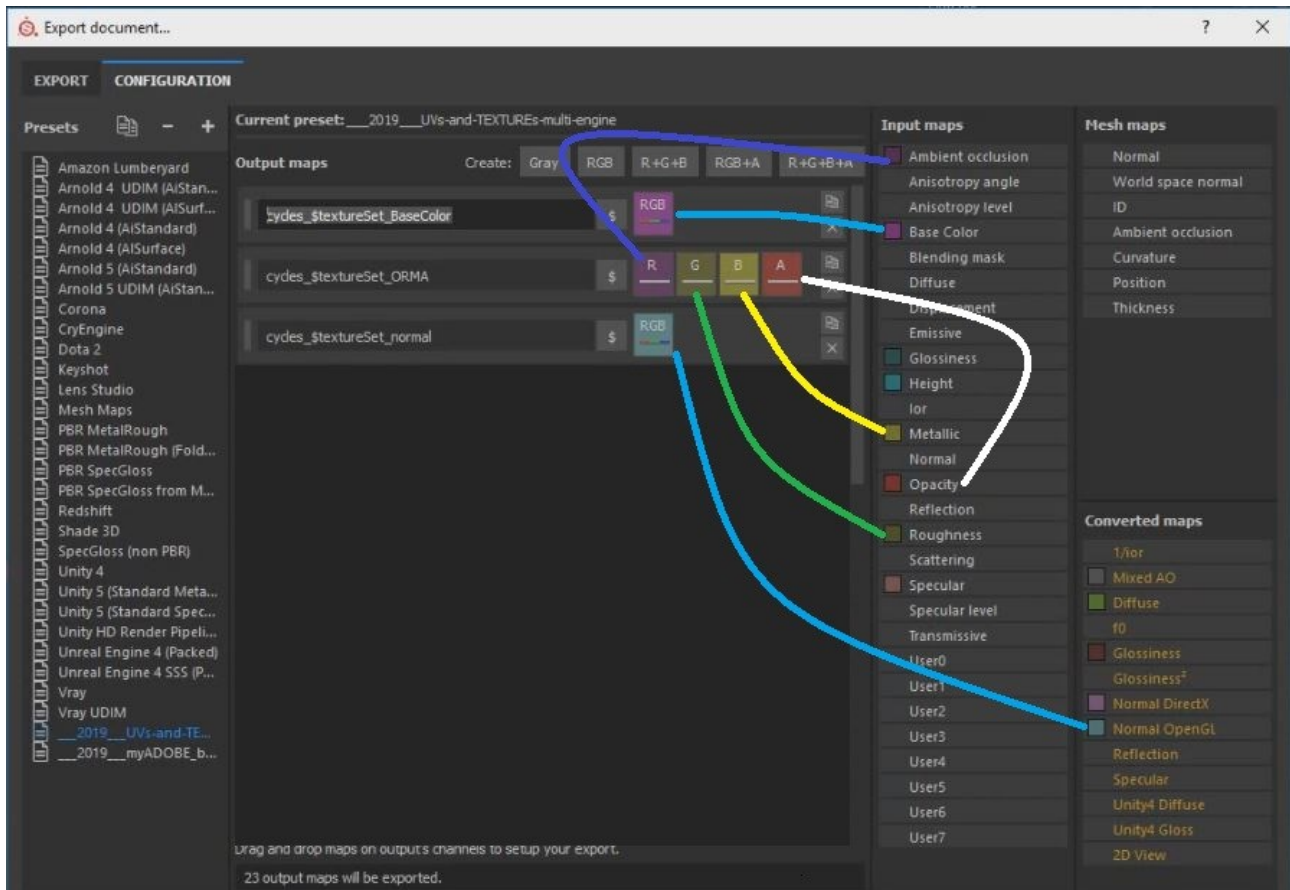 Export document...
?
EXPORT CONFIGURATION
Presets
Amazon Lumberyard
Arnold 4 UDIM (AiStan...
Arnold 4 UDIM (AISurf...
Arnold 4 (AiStandard)
Arnold 4 (AISurface)
Arnold 5 (AiStandard)
Arnold 5 UDIM (AiStan...
Corona
CryEngine
Dota 2
Keyshot
Lens Studio
Mesh Maps
PBR MetalRough
PBR MetalRough (Fold...
PBR SpecGloss
PBR SpecGloss from M...
Redshift
Shade 3D
SpecGloss (non PBR)
Unity 4
Unity 5 (Standard Meta...
Unity 5 (Standard Spec...
Unity HD Render Pipeli...
Unreal Engine 4 (Packed)
Unreal Engine 4 SSS (P...
Vray
Vray UDIM
___2019___UVs-and-TE...
___2019___myADOBE_b...
Current preset:___2019___UVs-and-TEXTUREs-multi-engine
Output maps Create: Gray RGB R+G+B RGB+A R+G+B+A
cycles_$textureSet_BaseColor $ RGB
cycles_$textureSet_ORMA $ R G B A
cycles_$textureSet_normal $ RGB
Drag and drop maps on output's channels to setup your export.
23 output maps will be exported.
Input maps
Ambient occlusion
Anisotropy angle
Anisotropy level
Base Color
Blending mask
Diffuse
Displacement
Emissive
Glossiness
Height
Ior
Metallic
Normal
Opacity
Reflection
Roughness
Scattering
Specular
Specular level
Transmissive
User0
User1
User2
User3
User4
User5
User6
User7
Mesh maps
Normal
World space normal
ID
Ambient occlusion
Curvature
Position
Thickness
Converted maps
1/ior
Mixed AO
Diffuse
f0
Glossiness
Glossiness²
Normal DirectX
Normal OpenGL
Reflection
Specular
Unity4 Diffuse
Unity4 Gloss
2D View